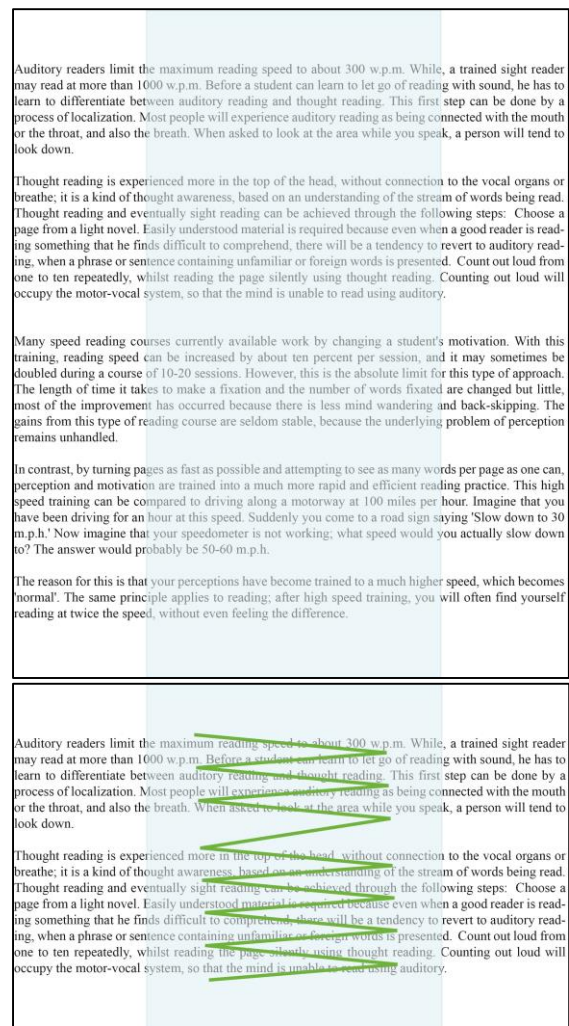 Auditory readers limit the maximum reading speed to about 300 w.p.m. While, a trained sight reader
may read at more than 1000 w.p.m. Before a student can learn to let go of reading with sound, he has to
learn to differentiate between auditory reading and thought reading. This first step can be done by a
process of localization. Most people will experience auditory reading as being connected with the mouth
or the throat, and also the breath. When asked to look at the area while you speak, a person will tend to
look down.
Thought reading is experienced more in the top of the head, without connection to the vocal organs or
breathe; it is a kind of thought awareness, based on an understanding of the stream of words being read.
Thought reading and eventually sight reading can be achieved through the following steps: Choose a
page from a light novel. Easily understood material is required because even when a good reader is read-
ing something that he finds difficult to comprehend, there will be a tendency to revert to auditory read-
ing, when a phrase or sentence containing unfamiliar or foreign words is presented. Count out loud from
one to ten repeatedly, whilst reading the page silently using thought reading. Counting out loud will
occupy the motor-vocal system, so that the mind is unable to read using auditory.
Many speed reading courses currently available work by changing a student's motivation. With this
training, reading speed can be increased by about ten percent per session, and it may sometimes be
doubled during a course of 10-20 sessions. However, this is the absolute limit for this type of approach.
The length of time it takes to make a fixation and the number of words fixated are changed but little,
most of the improvement has occurred because there is less mind wandering and back-skipping. The
gains from this type of reading course are seldom stable, because the underlying problem of perception
remains unhandled.
In contrast, by turning pages as fast as possible and attempting to see as many words per page as one can,
perception and motivation are trained into a much more rapid and efficient reading practice. This high
speed training can be compared to driving along a motorway at 100 miles per hour. Imagine that you
have been driving for an hour at this speed. Suddenly you come to a road sign saying 'Slow down to 30
m.p.h.' Now imagine that your speedometer is not working; what speed would you actually slow down
to? The answer would probably be 50-60 m.p.h.
The reason for this is that your perceptions have become trained to a much higher speed, which becomes
'normal'. The same principle applies to reading; after high speed training, you will often find yourself
reading at twice the speed, without even feeling the difference.
Auditory readers limit the maximum reading speed to about 300 w.p.m. While, a trained sight reader
may read at more than 1000 w.p.m. Before a student can learn to let go of reading with sound, he has to
learn to differentiate between auditory reading and thought reading. This first step can be done by a
process of localization. Most people will experience auditory reading as being connected with the mouth
or the throat, and also the breath. When asked to look at the area while you speak, a person will tend to
look down.
Thought reading is experienced more in the top of the head, without connection to the vocal organs or
breathe; it is a kind of thought awareness, based on an understanding of the stream of words being read.
Thought reading and eventually sight reading can be achieved through the following steps: Choose a
page from a light novel. Easily understood material is required because even when a good reader is read-
ing something that he finds difficult to comprehend, there will be a tendency to revert to auditory read-
ing, when a phrase or sentence containing unfamiliar or foreign words is presented. Count out loud from
one to ten repeatedly, whilst reading the page silently using thought reading. Counting out loud will
occupy the motor-vocal system, so that the mind is unable to read using auditory.